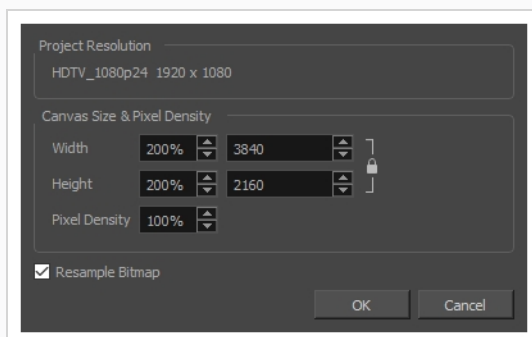 Project Resolution
HDTV_1080p24 1920 x 1080
Canvas Size & Pixel Density
Width 200% 3840
Height 200% 2160
Pixel Density 100%
Resample Bitmap
OK Cancel